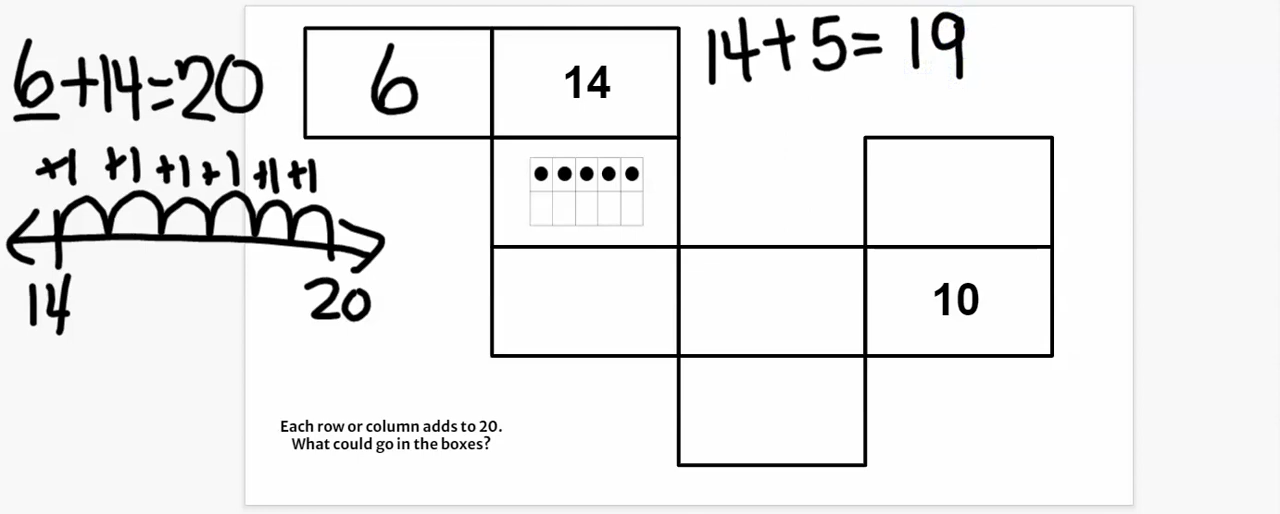 6+14=20
6
14
14+5=19
+1 +1 +1 +1 +1 +1
14
20
10
Each row or column adds to 20.
What could go in the boxes?